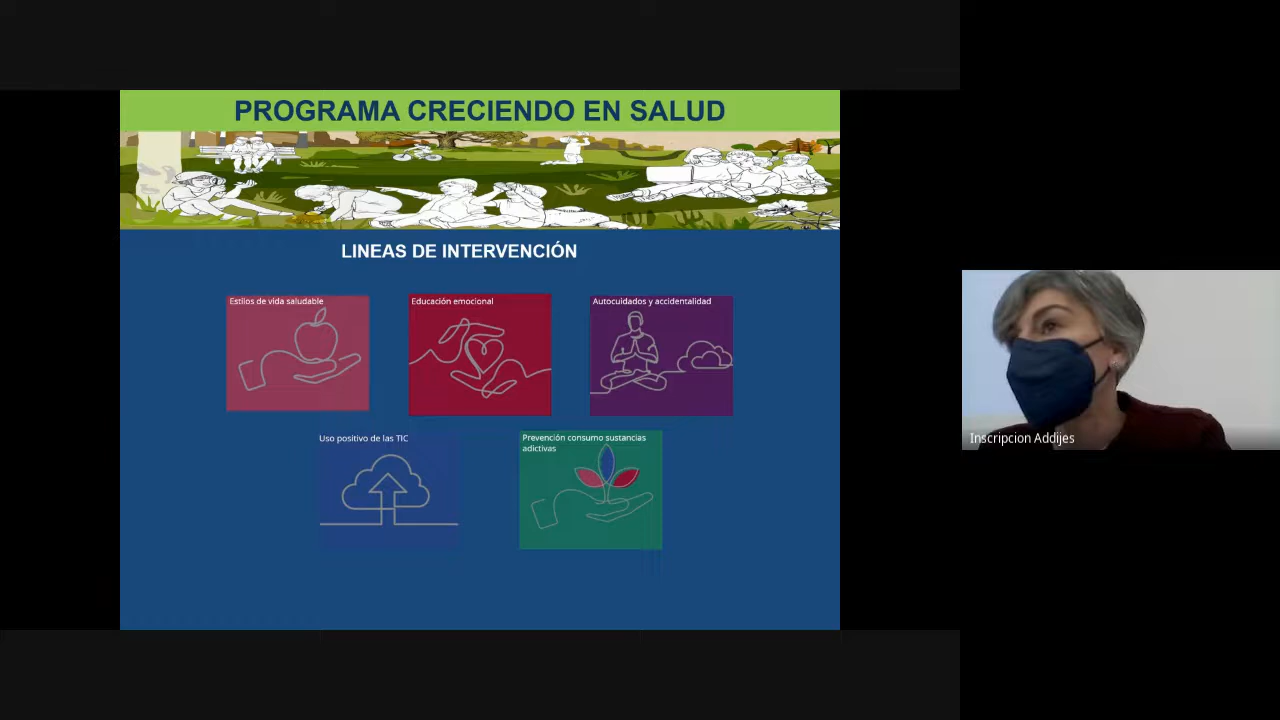 PROGRAMA CRECIENDO EN SALUD
LINEAS DE INTERVENCIÓN
Estilos de vida saludable
Educación emocional
Autocuidados y accidentalidad
Uso positivo de las TIC
Prevención consumo sustancias
adictivas
Inscripcion Addijes